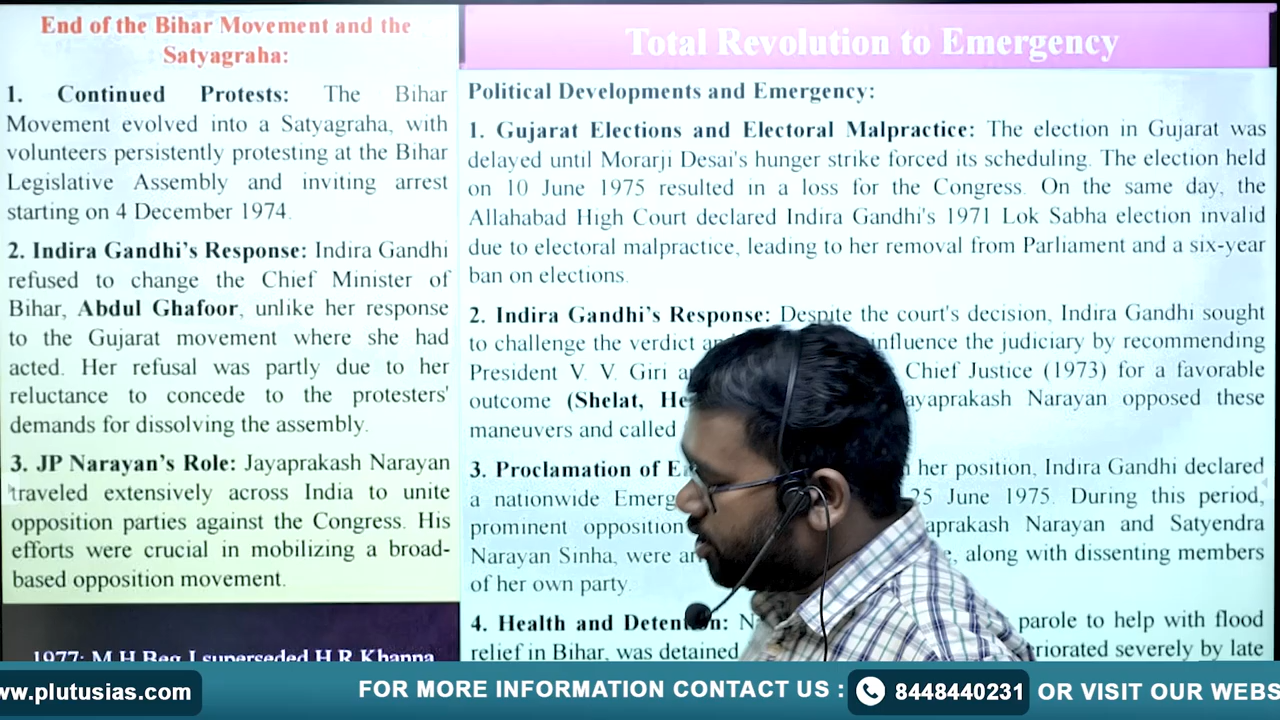 End of the Bihar Movement and the
Satyagraha:
1. Continued Protests: The Bihar
Movement evolved into a Satyagraha, with
volunteers persistently protesting at the Bihar
Legislative Assembly and inviting arrest
starting on 4 December 1974.
2. Indira Gandhi's Response: Indira Gandhi
refused to change the Chief Minister of
Bihar, Abdul Ghafoor, unlike her response
to the Gujarat movement where she had
acted. Her refusal was partly due to her
reluctance to concede to the protesters'
demands for dissolving the assembly.
3. JP Narayan's Role: Jayaprakash Narayan
traveled extensively across India to unite
opposition parties against the Congress. His
efforts were crucial in mobilizing a broad-
based opposition movement.
1977: M.H.Beg J superseded H.R.Khanna
Total Revolution to Emergency
Political Developments and Emergency:
1. Gujarat Elections and Electoral Malpractice: The election in Gujarat was
delayed until Morarji Desai's hunger strike forced its scheduling. The election held
on 10 June 1975 resulted in a loss for the Congress. On the same day, the
Allahabad High Court declared Indira Gandhi's 1971 Lok Sabha election invalid
due to electoral malpractice, leading to her removal from Parliament and a six-year
ban on elections.
2. Indira Gandhi's Response: Despite the court's decision, Indira Gandhi sought
to challenge the verdict influence the judiciary by recommending
President V. V. Giri Chief Justice (1973) for a favorable
outcome (Shelat, Jayaprakash Narayan opposed these
maneuvers and called
3. Proclamation of her position, Indira Gandhi declared
a nationwide 25 June 1975. During this period,
prominent opposition Narayan and Satyendra
Narayan Sinha, were along with dissenting members
of her own party.
4. Health and Detention: parole to help with flood
relief in Bihar, was detained severely by late
www.plutusias.com
FOR MORE INFORMATION CONTACT US : 8448440231 OR VISIT OUR WEBS